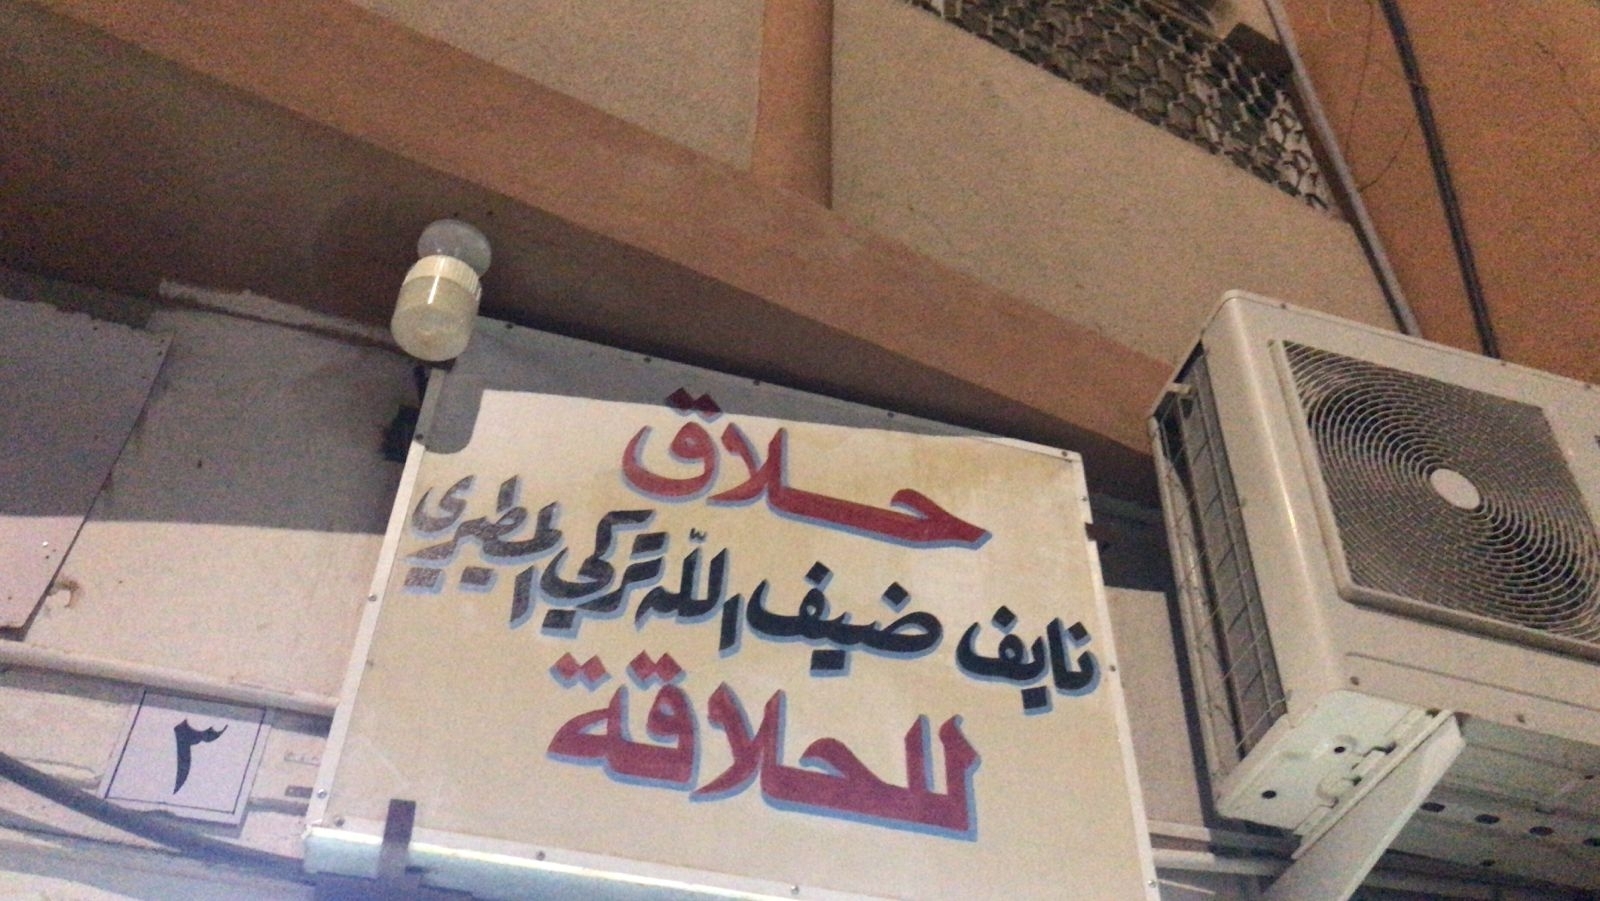 حلاق
نايف ضيف الله تركي المطيري
للحلاقة
٣